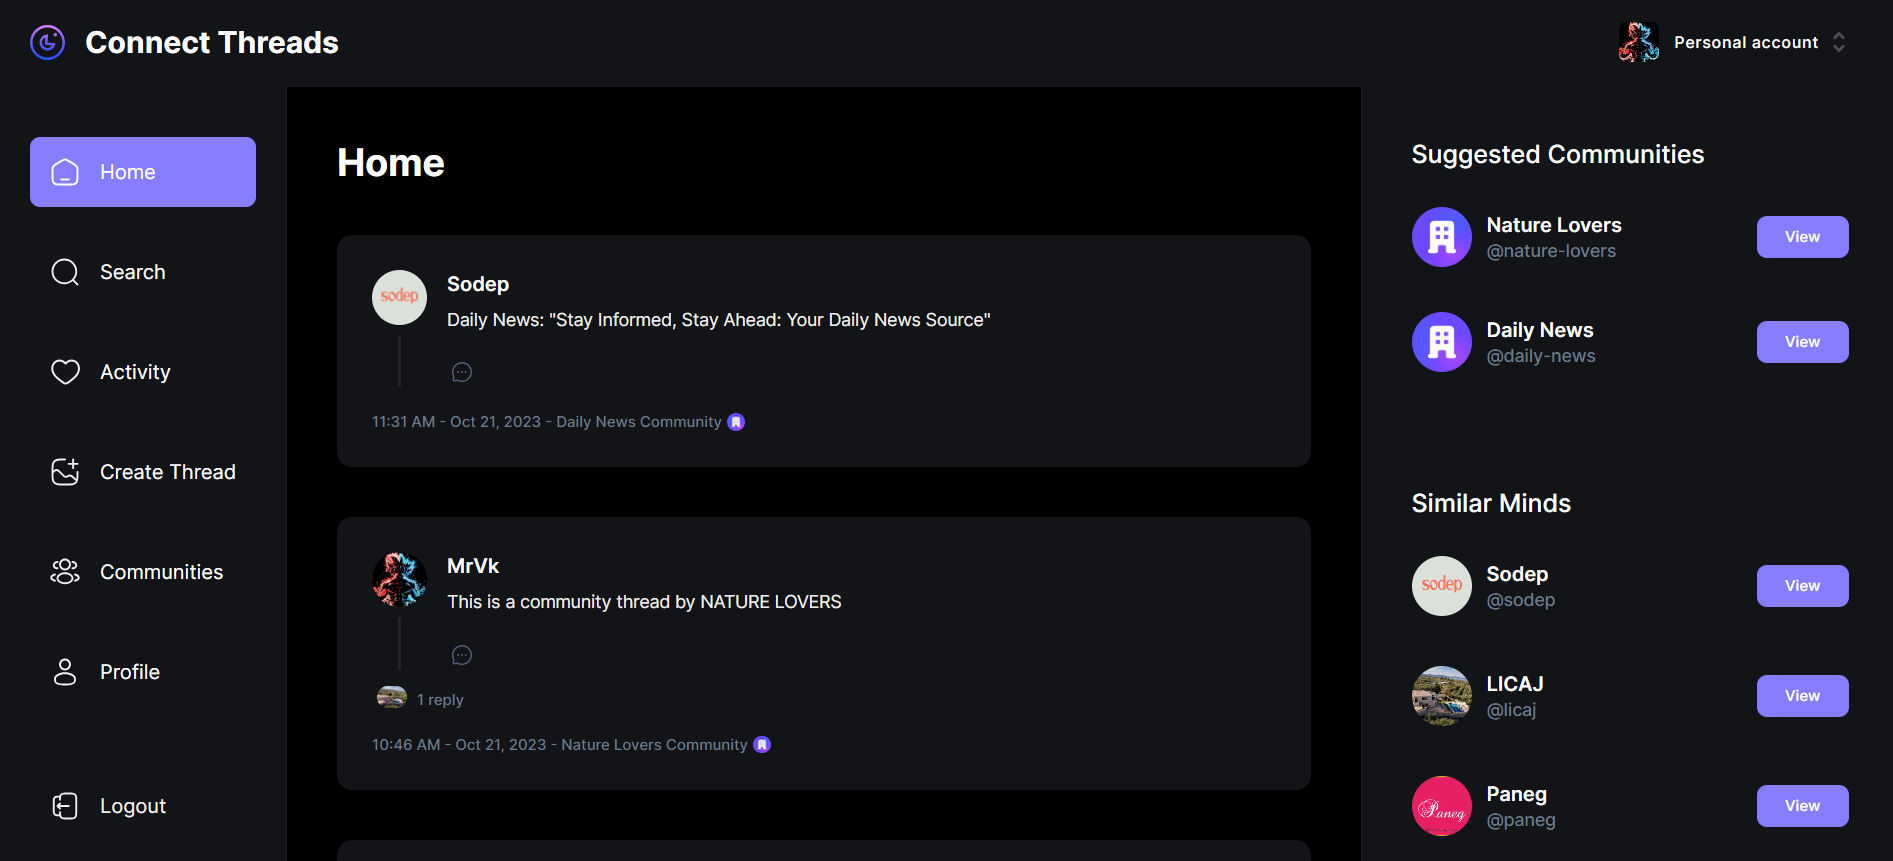 Connect Threads
Personal account
Home
Search
Activity
Create Thread
Communities
Profile
Logout
Home
sodep
Sodep
Daily News: "Stay Informed, Stay Ahead: Your Daily News Source"
11:31 AM - Oct 21, 2023 - Daily News Community
MrVk
This is a community thread by NATURE LOVERS
1 reply
10:46 AM - Oct 21, 2023 - Nature Lovers Community
Suggested Communities
Nature Lovers
@nature-lovers
View
Daily News
@daily-news
View
Similar Minds
sodep
Sodep
@sodep
View
LICAJ
@licaj
View
Paneg
Paneg
@paneg
View